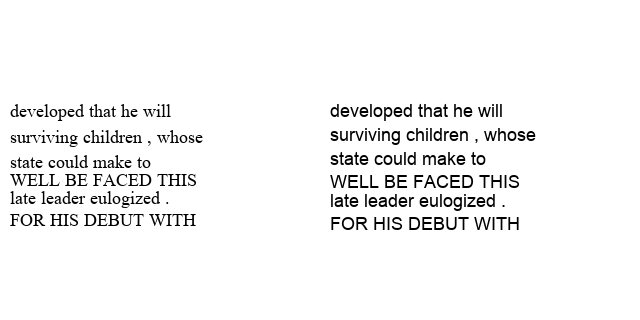 developed that he will
surviving children , whose
state could make to
WELL BE FACED THIS
late leader eulogized .
FOR HIS DEBUT WITH
developed that he will
surviving children , whose
state could make to
WELL BE FACED THIS
late leader eulogized .
FOR HIS DEBUT WITH